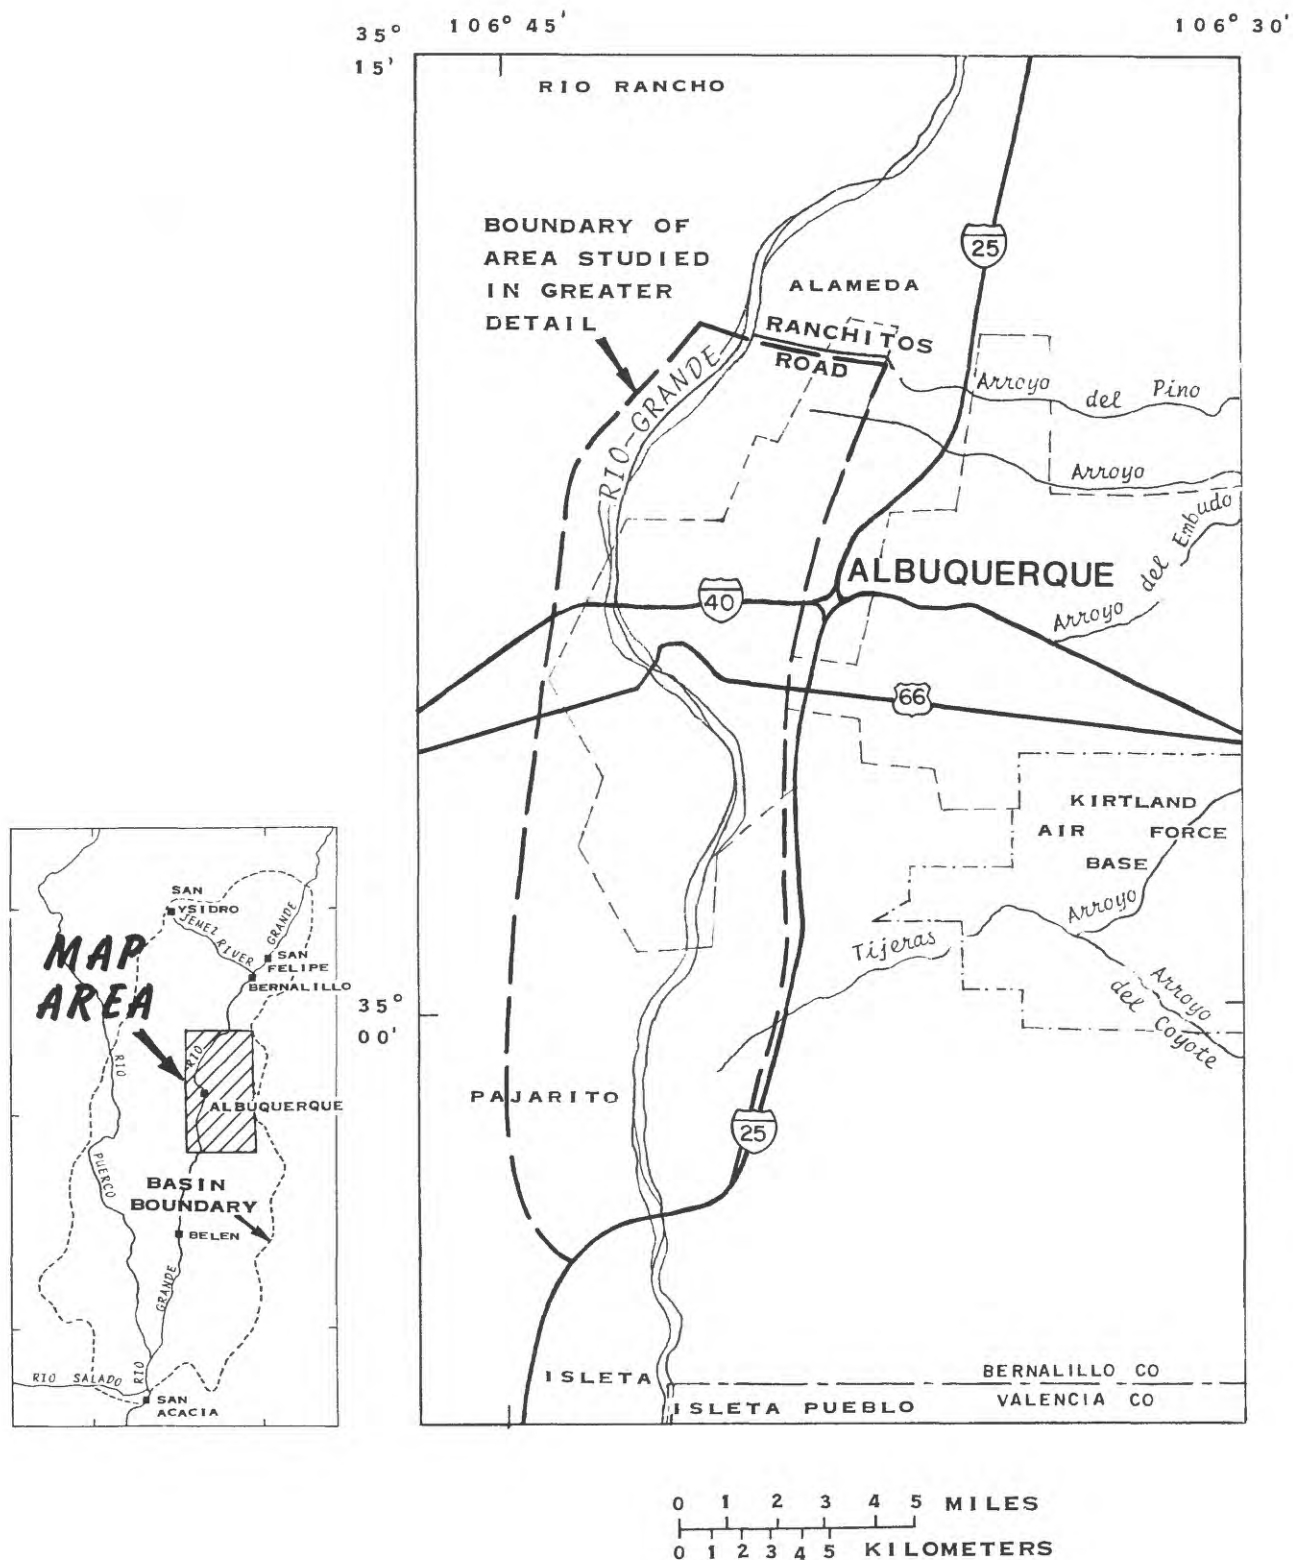 106° 45'
106° 30'
35°
15'
RIO RANCHO
BOUNDARY OF
AREA STUDIED
IN GREATER
DETAIL
25
ALAMEDA
RANCHITOS
ROAD
RIO-GRANDE
Arroyo del Pino
Arroyo
del Embudo
ALBUQUERQUE
Arroyo
40
66
KIRTLAND
AIR FORCE
BASE
Arroyo
Tijeras
Arroyo
del Coyote
35°
00'
PAJARITO
25
ISLETA
BERNALILLO CO
VALENCIA CO
ISLETA PUEBLO
SAN
YSIDRO
JEMEZ RIVER
GRANDE
SAN
FELIPE
BERNALILLO
MAP
AREA
RIO
RIO
ALBUQUERQUE
PUERCO
BASIN
BOUNDARY
BELEN
GRANDE
RIO
RIO SALADO
SAN
ACACIA
0 1 2 3 4 5 MILES
0 1 2 3 4 5 KILOMETERS